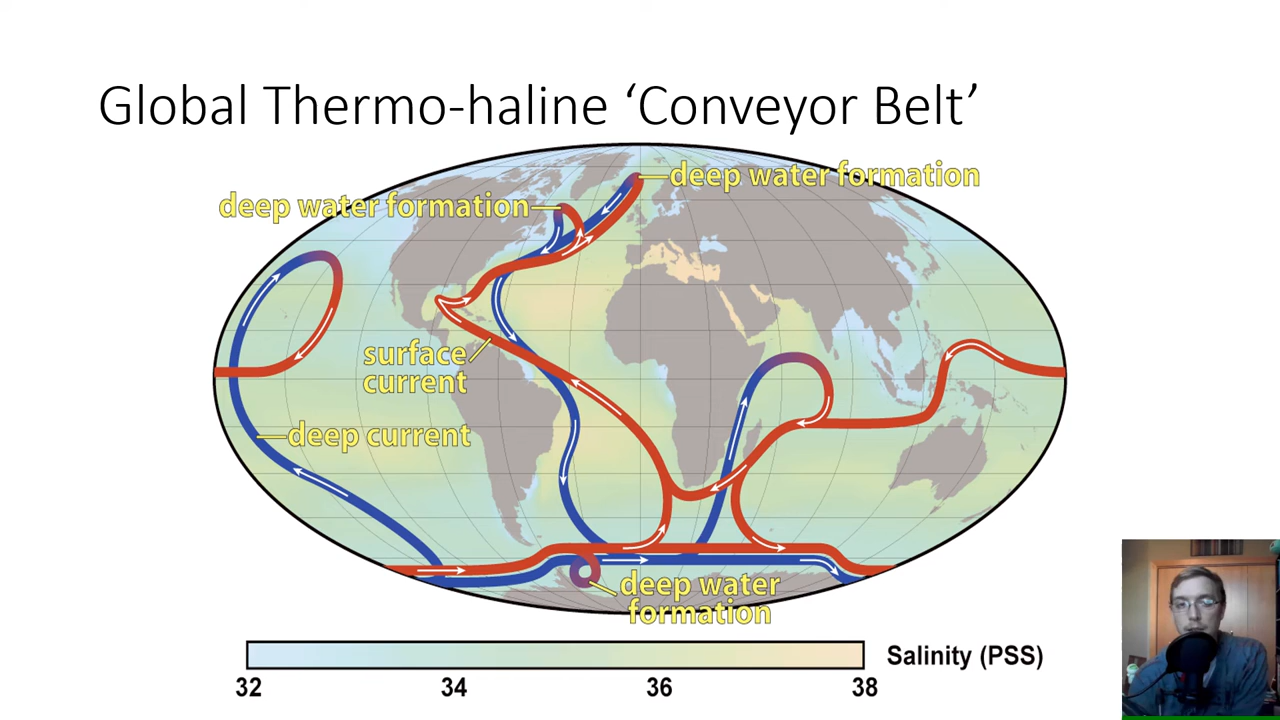 Global Thermo-haline ‘Conveyor Belt’
deep water formation
deep water formation
surface
current
deep current
deep water
formation
Salinity (PSS)
32 34 36 38